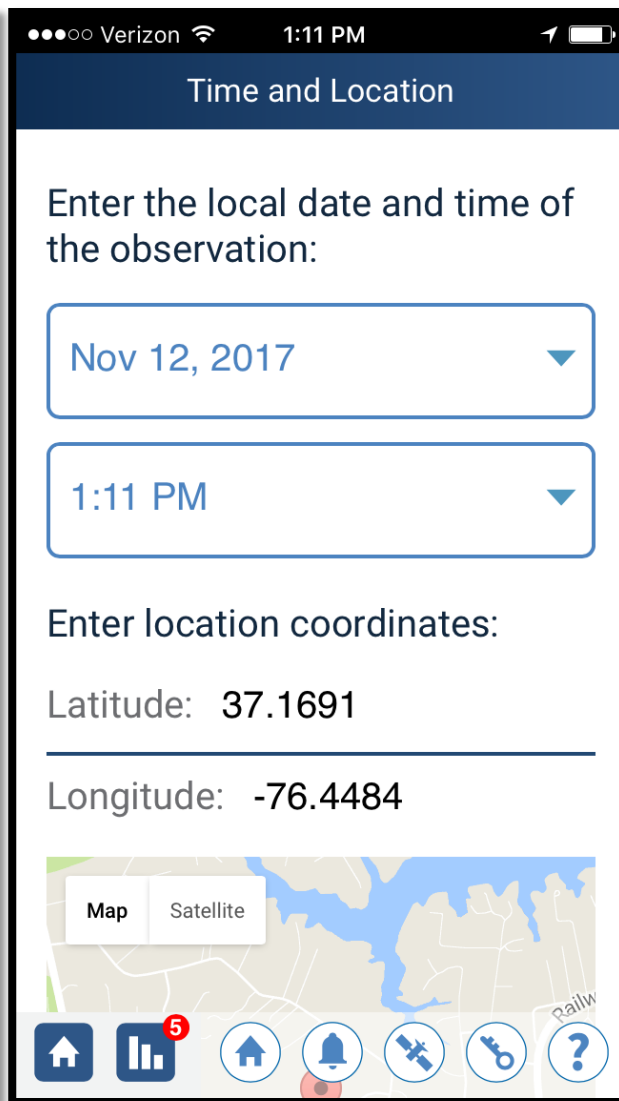 Verizon 1:11 PM
Time and Location
Enter the local date and time of
the observation:
Nov 12, 2017
1:11 PM
Enter location coordinates:
Latitude: 37.1691
Longitude: -76.4484
Map Satellite
5
?